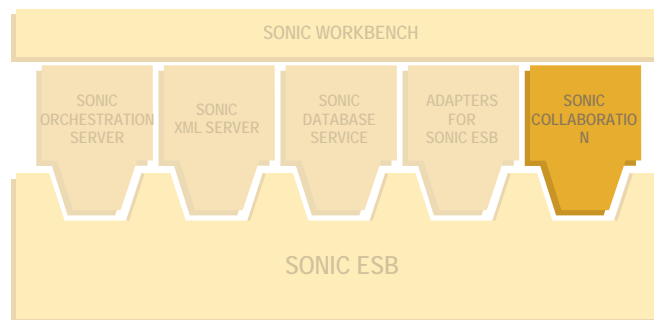 SONIC WORKBENCH
SONIC
ORCHESTRATION
SERVER
SONIC
XML SERVER
SONIC
DATABASE
SERVICE
ADAPTERS
FOR
SONIC ESB
SONIC
COLLABORATIO
N
SONIC ESB